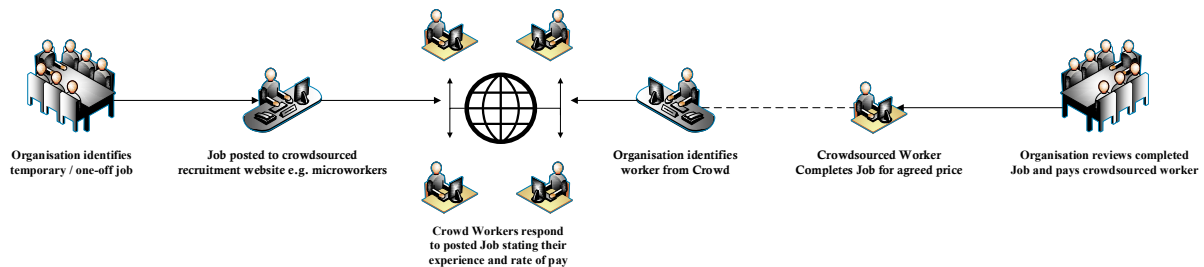 Organisation identifies
temporary / one-off job
Job posted to crowdsourced
recruitment website e.g. microworkers
Crowd Workers respond
to posted Job stating their
experience and rate of pay
Organisation identifies
worker from Crowd
Crowdsourced Worker
Completes Job for agreed price
Organisation reviews completed
Job and pays crowdsourced worker